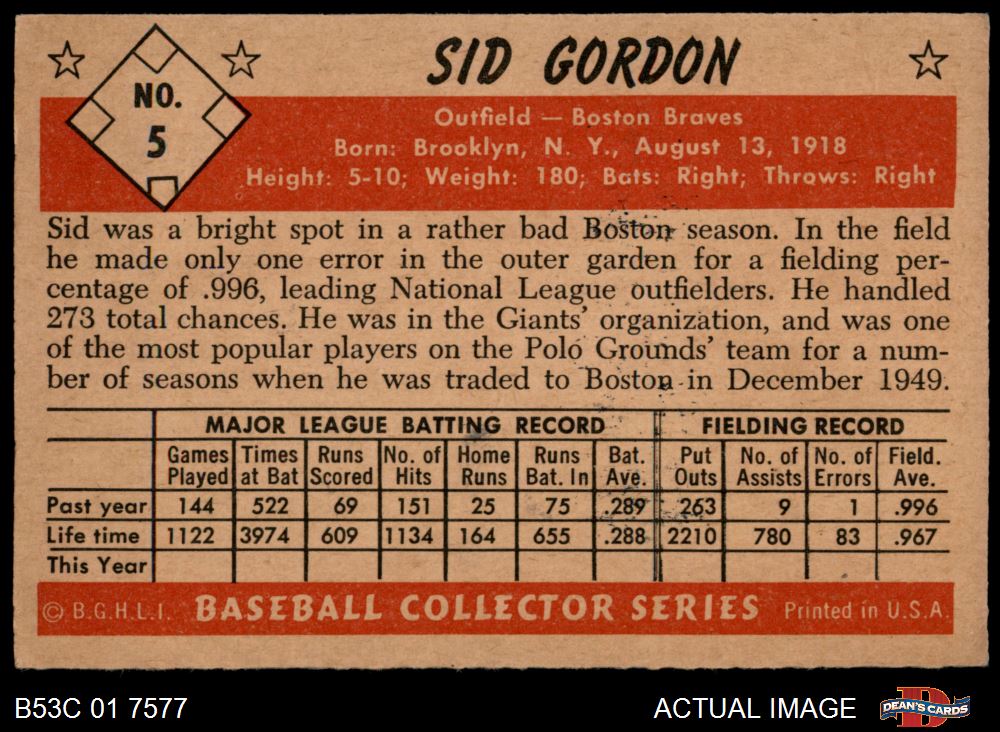 NO.
5
SID GORDON
Outfield — Boston Braves
Born: Brooklyn, N. Y., August 13, 1918
Height: 5-10; Weight: 180; Bats: Right; Throws: Right
Sid was a bright spot in a rather bad Boston season. In the field
he made only one error in the outer garden for a fielding per-
centage of .996, leading National League outfielders. He handled
273 total chances. He was in the Giants' organization, and was one
of the most popular players on the Polo Grounds' team for a num-
ber of seasons when he was traded to Boston in December 1949.
MAJOR LEAGUE BATTING RECORD FIELDING RECORD
Games Times Runs No. of Home Runs Bat. Put No. of No. of Field.
Played at Bat Scored Hits Runs Bat. In Ave. Outs Assists Errors Ave.
Past year 144 522 69 151 25 75 .289 263 9 1 .996
Life time 1122 3974 609 1134 164 655 .288 2210 780 83 .967
This Year
© B.G.H.L.I. BASEBALL COLLECTOR SERIES Printed in U.S.A.
B53C 01 7577 ACTUAL IMAGE D DEAN'S CARDS